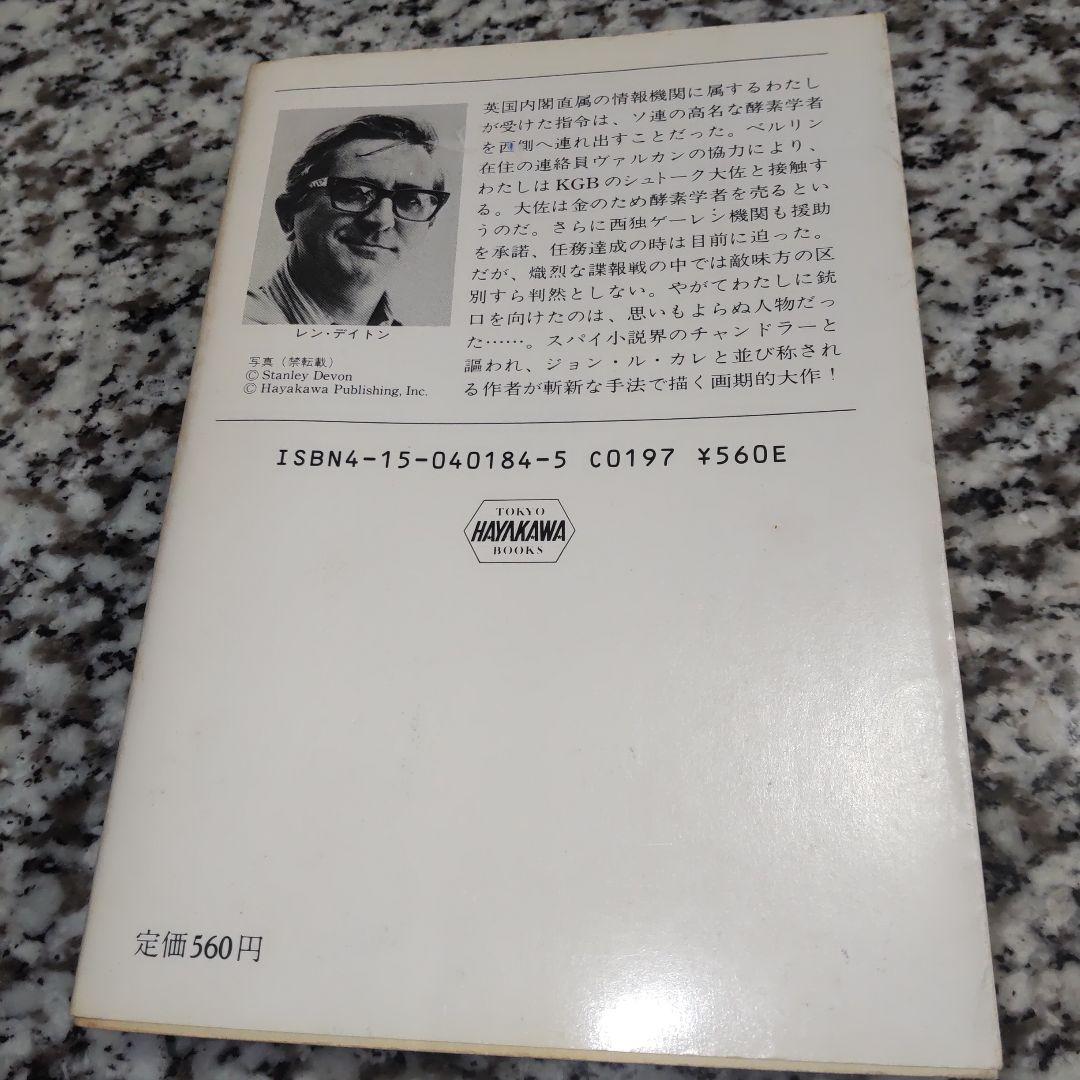 英国内閣直属の情報機関に属するわたし
が受けた指令は、ソ連の高名な酵素学者
を西側へ連れ出すことだった。ベルリン
在住の連絡員ヴァルカンの協力により、
わたしはKGBのシュトーク大佐と接触す
る。大佐は金のため酵素学者を売るとい
うのだ。さらに西独ゲーレン機関も援助
を承諾、任務達成の時は目前に迫った。
だが、熾烈な諜報戦の中では敵味方の区
別すら判然としない。やがてわたしに銃
口を向けたのは、思いもよらぬ人物だっ
た……。スパイ小説界のチャンドラーと
謳われ、ジョン・ル・カレと並び称され
る作者が斬新な手法で描く画期的大作！
レン・デイトン
写真（禁転載）
© Stanley Devon
© Hayakawa Publishing, Inc.
ISBN4-15-040184-5 C0197 ¥560E
TOKYO
HAYAKAWA
BOOKS
定価560円